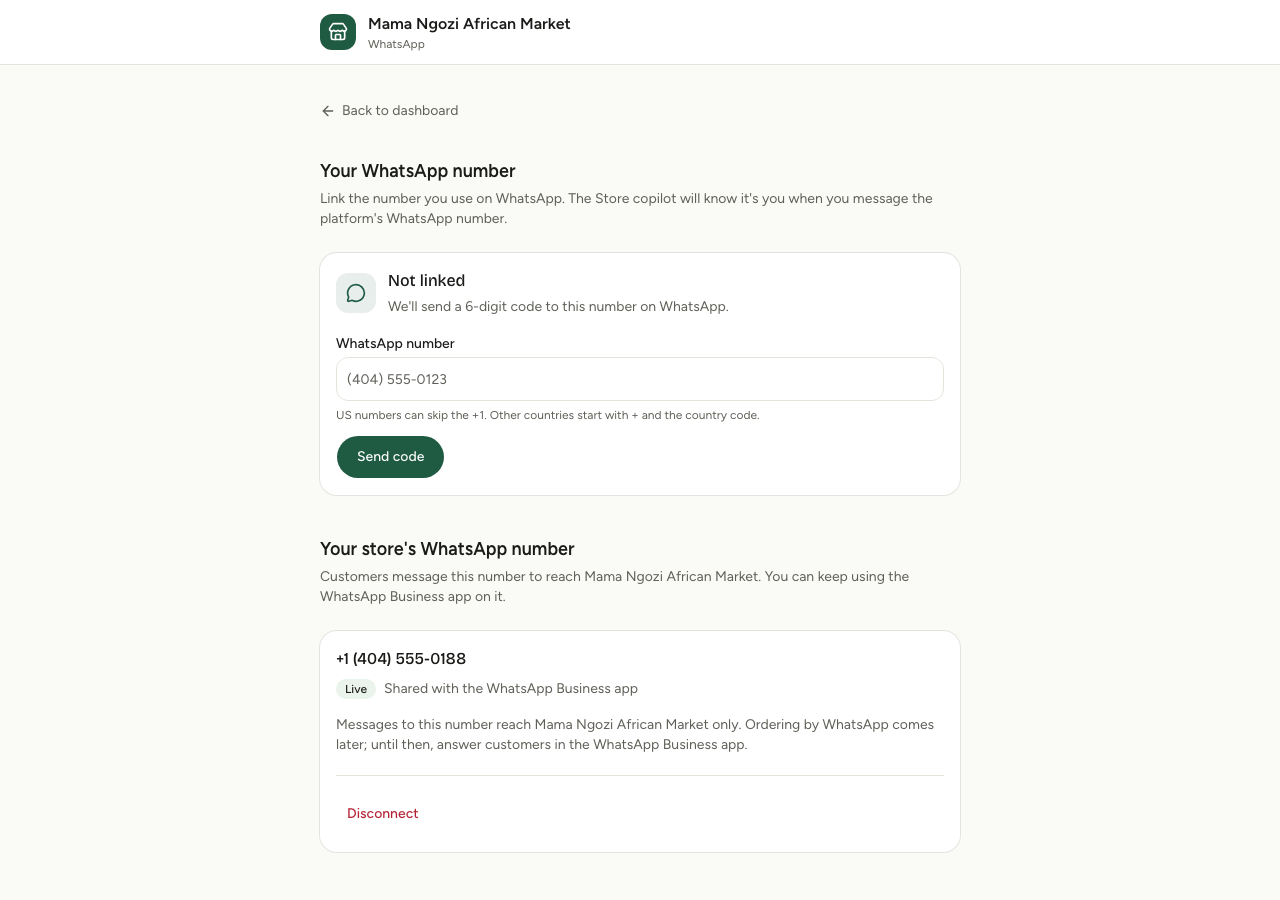 Mama Ngozi African Market
WhatsApp
Back to dashboard
Your WhatsApp number
Link the number you use on WhatsApp. The Store copilot will know it's you when you message the
platform's WhatsApp number.
Not linked
We'll send a 6-digit code to this number on WhatsApp.
WhatsApp number
(404) 555-0123
US numbers can skip the +1. Other countries start with + and the country code.
Send code
Your store's WhatsApp number
Customers message this number to reach Mama Ngozi African Market. You can keep using the
WhatsApp Business app on it.
+1 (404) 555-0188
Live Shared with the WhatsApp Business app
Messages to this number reach Mama Ngozi African Market only. Ordering by WhatsApp comes
later; until then, answer customers in the WhatsApp Business app.
Disconnect